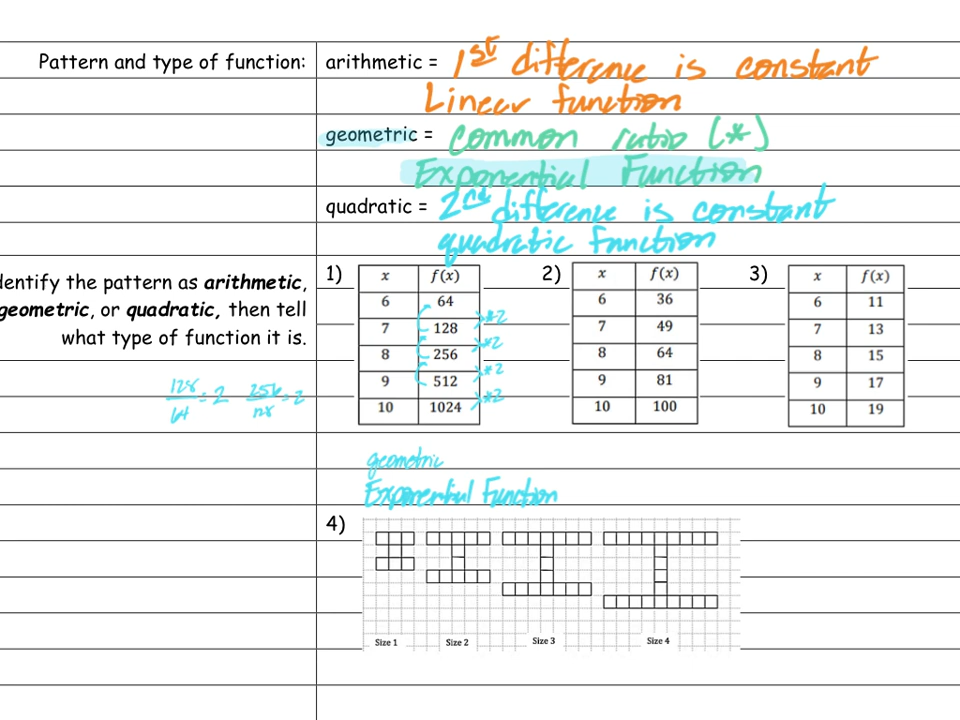 Pattern and type of function:
arithmetic = 1st difference is constant
Linear function
geometric = common ratio (*)
Exponential Function
quadratic = 2nd difference is constant
quadratic function
dentify the pattern as arithmetic,
geometric, or quadratic, then tell
what type of function it is.
128/64 = 2 256/128 = 2
1)
x f(x)
6 64
7 128
8 256
9 512
10 1024
*2
*2
*2
*2
geometric
Exponential Function
2)
x f(x)
6 36
7 49
8 64
9 81
10 100
3)
x f(x)
6 11
7 13
8 15
9 17
10 19
4)
Size 1 Size 2 Size 3 Size 4